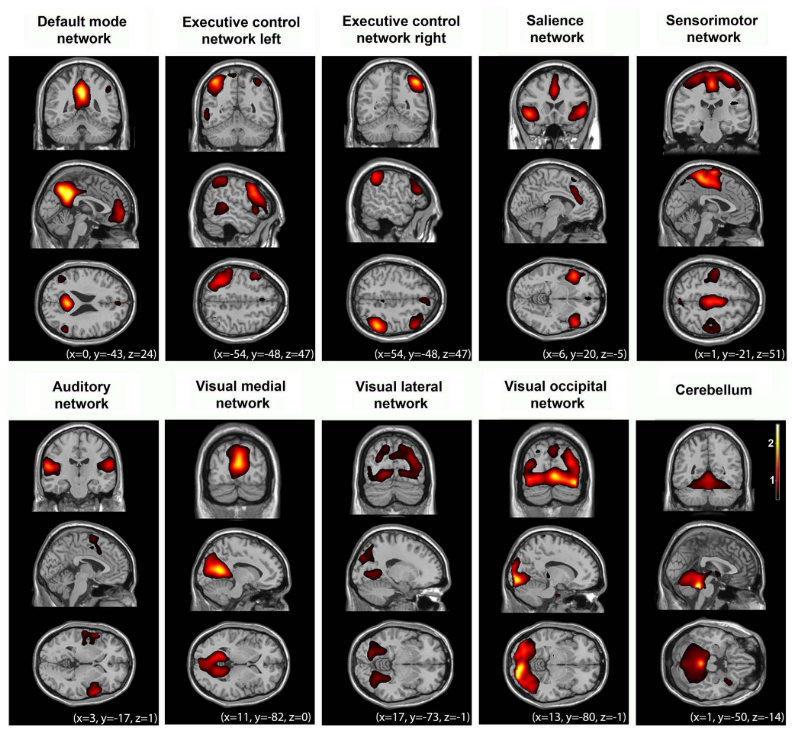 Default mode
network
Executive control
network left
Executive control
network right
Salience
network
Sensorimotor
network
(x=0, y=-43, z=24)
(x=-54, y=-48, z=47)
(x=54, y=-48, z=47)
(x=6, y=20, z=-5)
(x=1, y=-21, z=51)
Auditory
network
Visual medial
network
Visual lateral
network
Visual occipital
network
Cerebellum
2
1
(x=3, y=-17, z=1)
(x=11, y=-82, z=0)
(x=17, y=-73, z=-1)
(x=13, y=-80, z=-1)
(x=1, y=-50, z=-14)